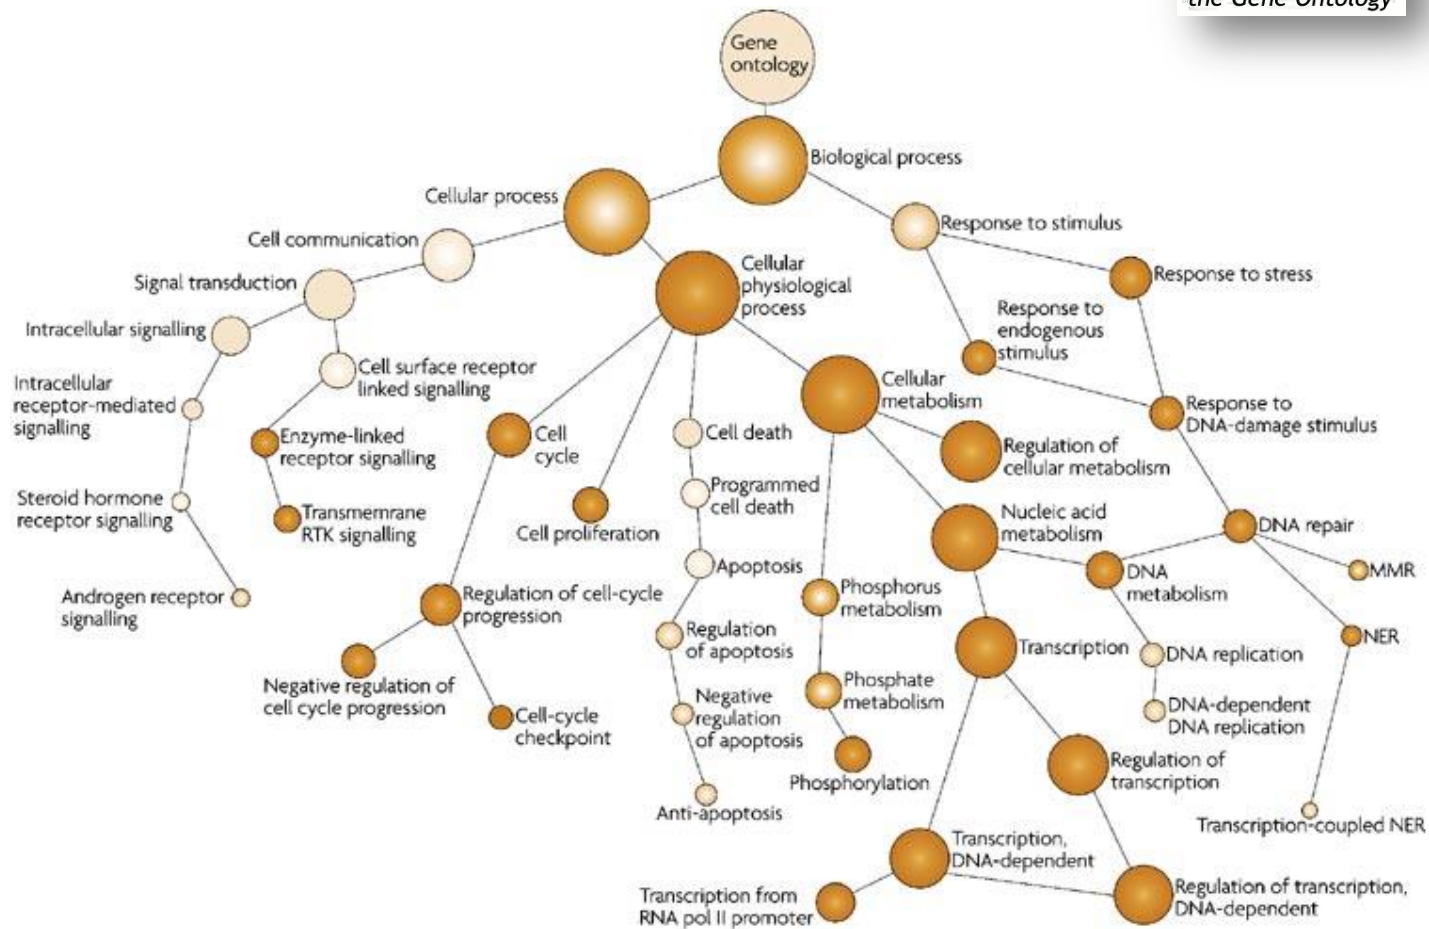 the Gene Ontology
Gene
ontology
Biological process
Cellular process
Response to stimulus
Cell communication
Signal transduction
Cellular
physiological
process
Response to stress
Intracellular signalling
Response to
endogenous
stimulus
Cell surface receptor
linked signalling
Intracellular
receptor-mediated
signalling
Cellular
metabolism
Response to
DNA-damage stimulus
Enzyme-linked
receptor signalling
Cell
cycle
Cell death
Regulation of
cellular metabolism
Steroid hormone
receptor signalling
Transmemrane
RTK signalling
Cell proliferation
Programmed
cell death
Nucleic acid
metabolism
DNA repair
Apoptosis
DNA
metabolism
MMR
Androgen receptor
signalling
Regulation of cell-cycle
progression
Phosphorus
metabolism
Regulation
of apoptosis
Transcription
NER
DNA replication
Negative regulation of
cell cycle progression
Cell-cycle
checkpoint
Negative
regulation
of apoptosis
Phosphate
metabolism
DNA-dependent
DNA replication
Phosphorylation
Regulation of
transcription
Anti-apoptosis
Transcription-coupled NER
Transcription,
DNA-dependent
Transcription from
RNA pol II promoter
Regulation of transcription,
DNA-dependent